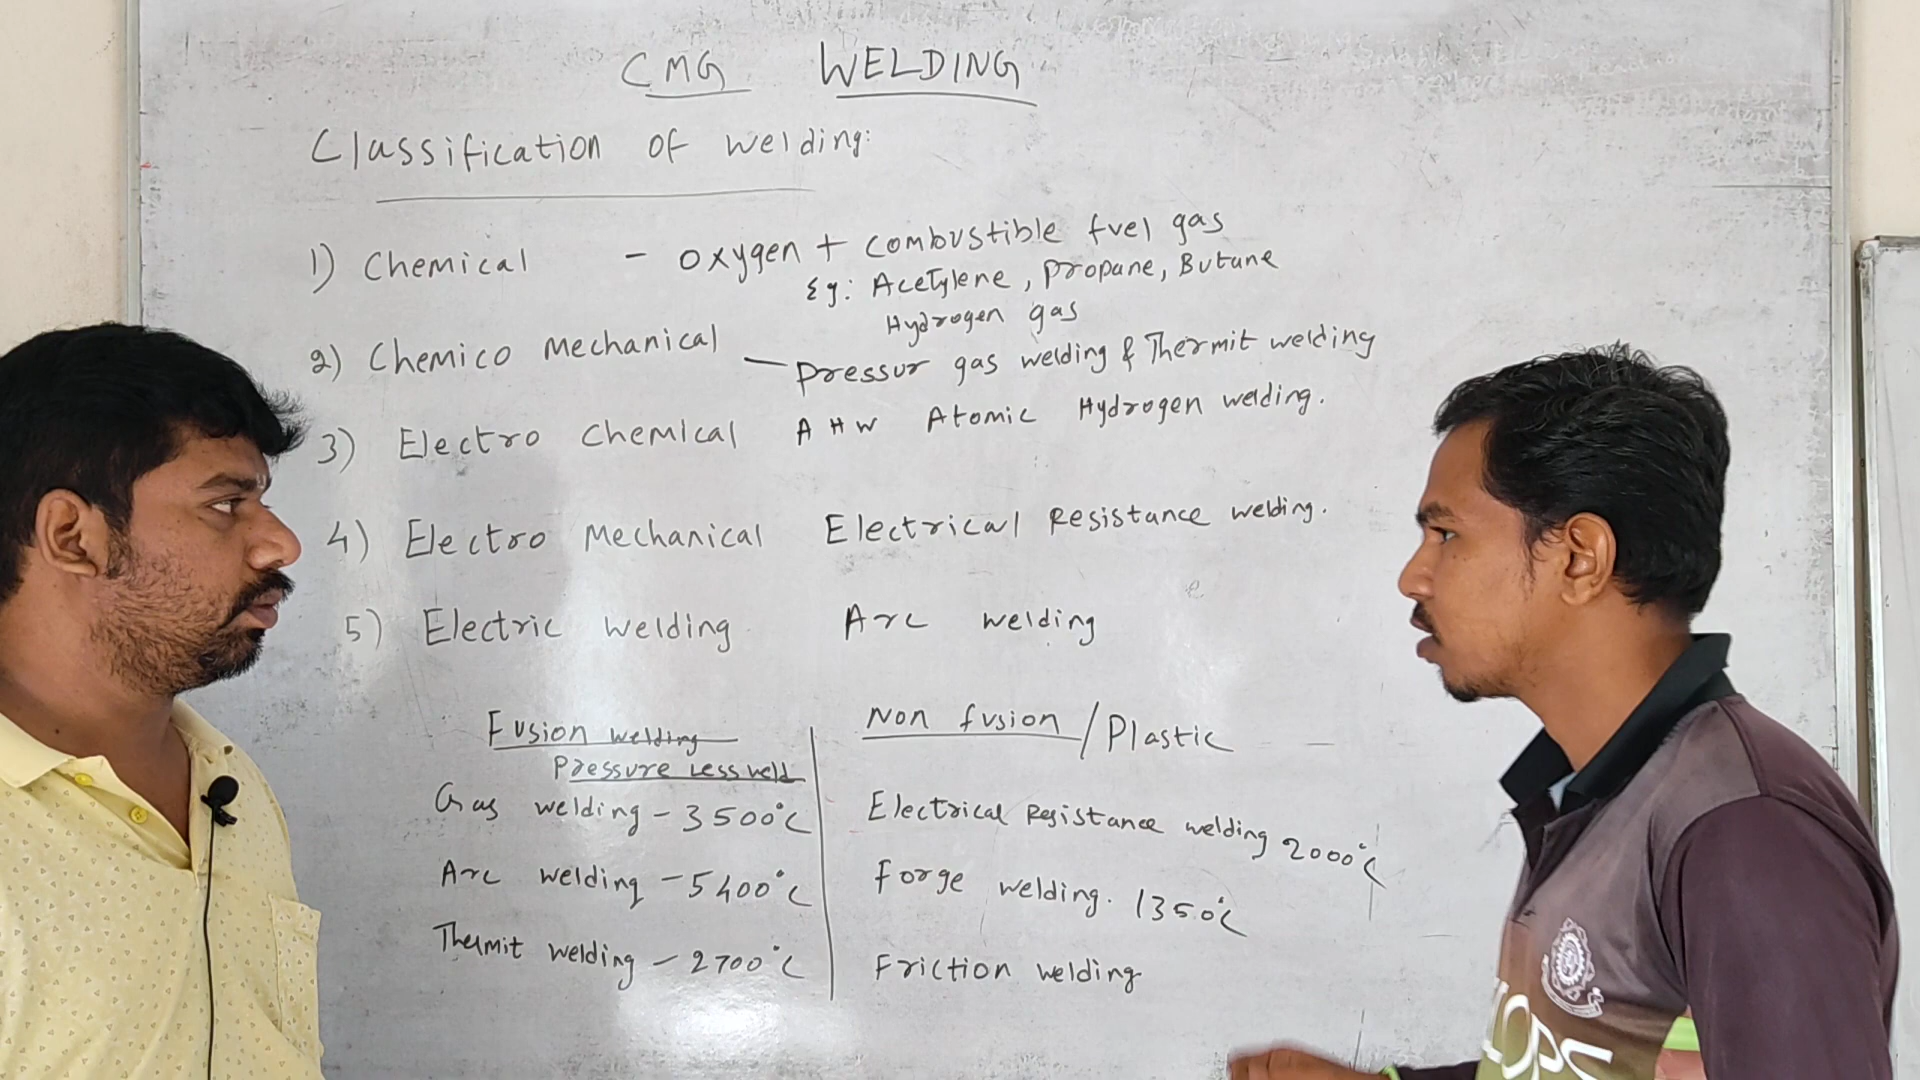 CMG WELDING
Classification of welding:
1) Chemical - Oxygen + combustible fuel gas
Eg: Acetylene, Propane, Butane
Hydrogen gas
2) Chemico Mechanical - Pressur gas welding & Thermit welding
3) Electro Chemical AHW Atomic Hydrogen welding.
4) Electro Mechanical Electrical Resistance welding.
5) Electric Welding Arc welding
Fusion welding
Pressure Less weld
Gas welding - 3500°C
Arc welding - 5400°C
Thermit welding - 2700°C
Non fusion / Plastic
Electrical Resistance welding 2000°C
Forge welding. 1350°C
Friction welding